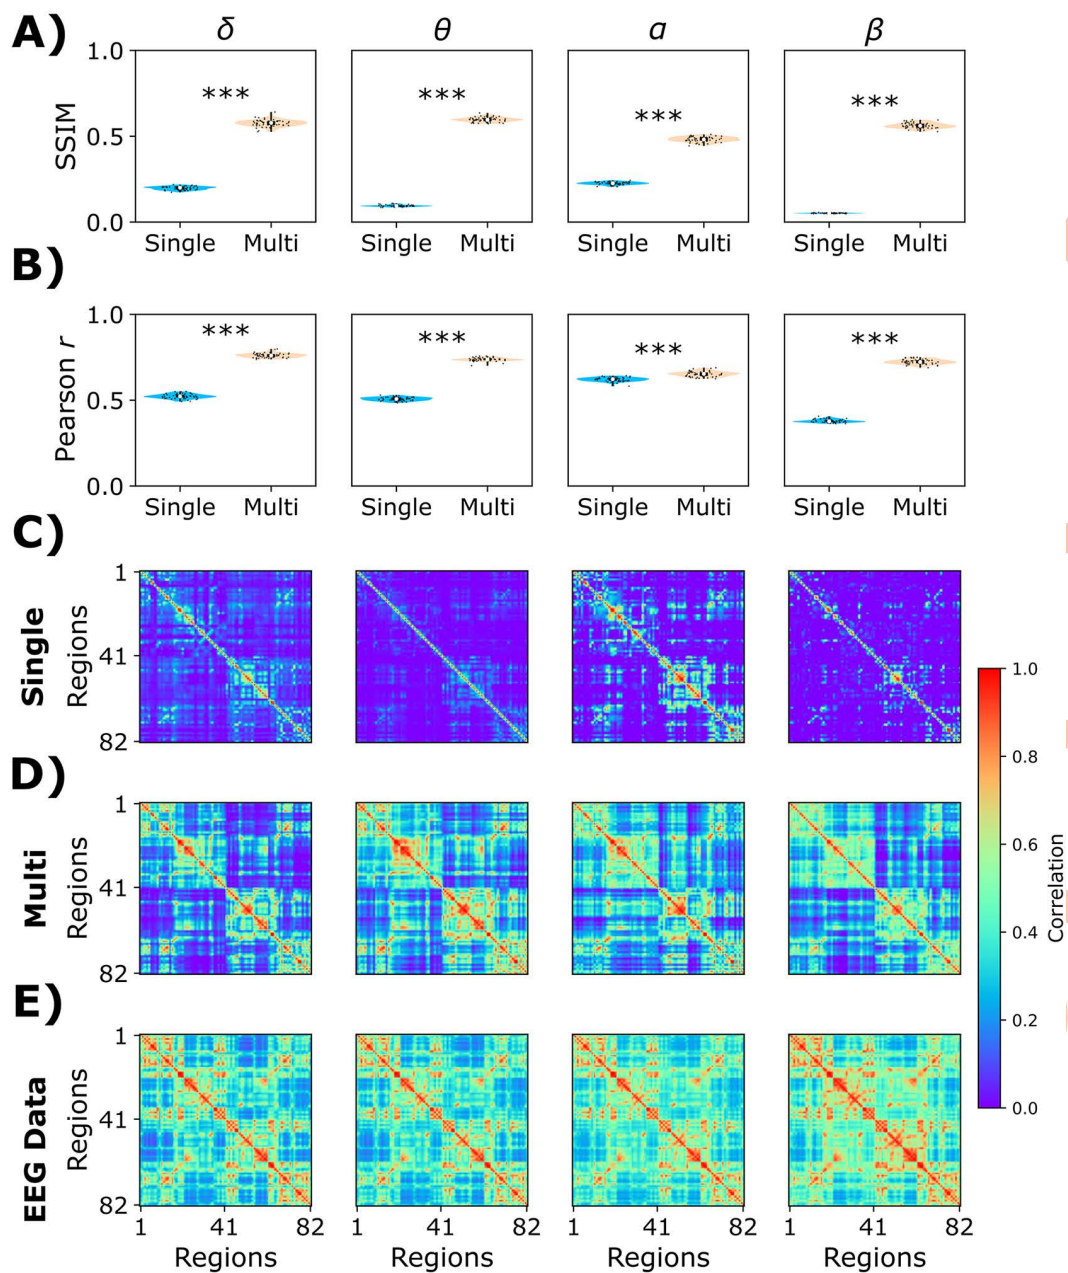 A)
δ
θ
α
β
1.0
0.5
0.0
SSIM
***
***
***
***
Single
Multi
Single
Multi
Single
Multi
Single
Multi
B)
1.0
0.5
0.0
Pearson r
***
***
***
***
Single
Multi
Single
Multi
Single
Multi
Single
Multi
C)
Single
Regions
1
41
82
D)
Multi
Regions
1
41
82
1.0
0.8
0.6
0.4
0.2
0.0
Correlation
E)
EEG Data
Regions
1
41
82
1
41
82
1
41
82
1
41
82
1
41
82
Regions
Regions
Regions
Regions